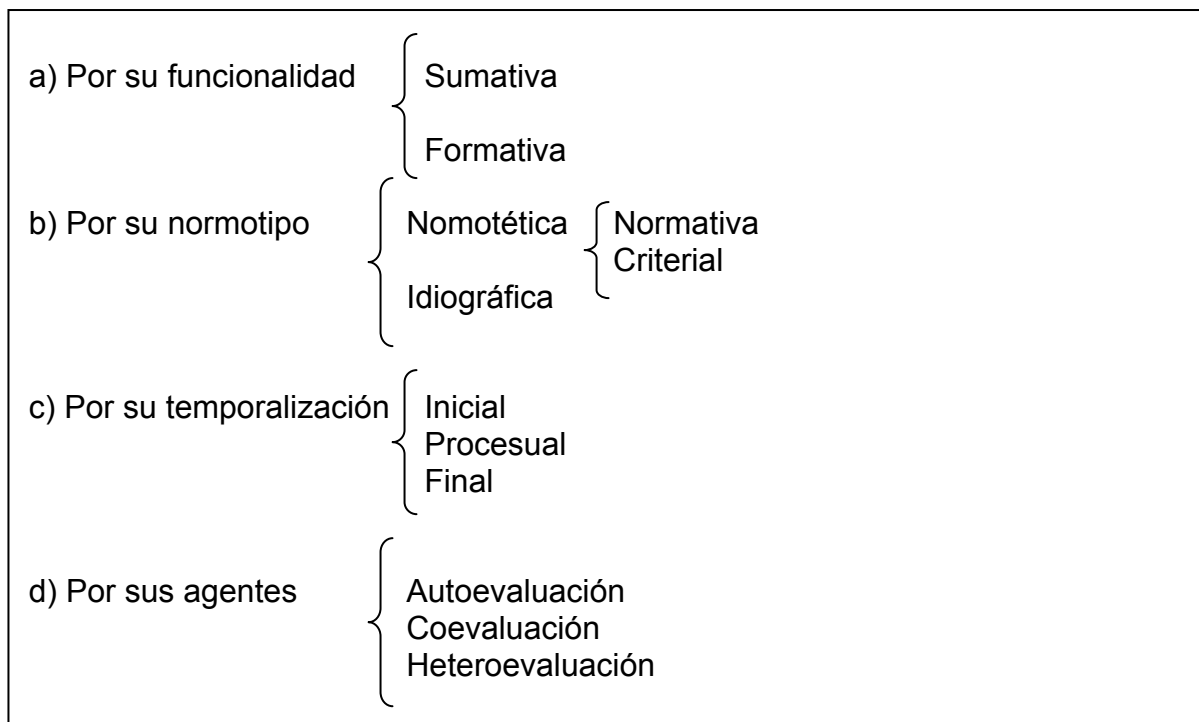 a) Por su funcionalidad Sumativa
Formativa
b) Por su normotipo Nomotética Normativa
Criterial
Idiográfica
c) Por su temporalización Inicial
Procesual
Final
d) Por sus agentes Autoevaluación
Coevaluación
Heteroevaluación